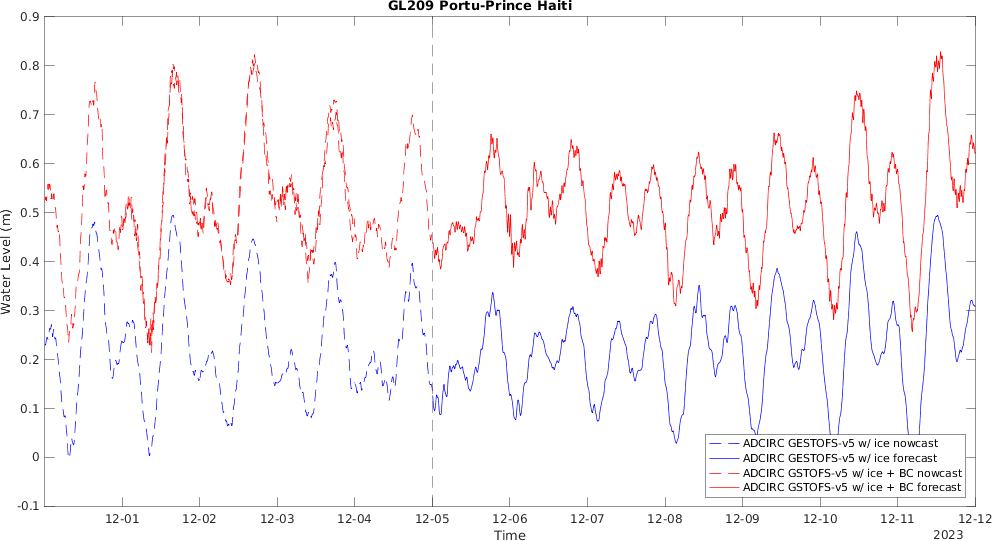 GL209 Portu-Prince Haiti
0.9
0.8
0.7
0.6
0.5
0.4
0.3
0.2
0.1
0
-0.1
Water Level (m)
ADCIRC GESTOFS-v5 w/ ice nowcast
ADCIRC GESTOFS-v5 w/ ice forecast
ADCIRC GSTOFS-v5 w/ ice + BC nowcast
ADCIRC GSTOFS-v5 w/ ice + BC forecast
12-01 12-02 12-03 12-04 12-05 12-06 12-07 12-08 12-09 12-10 12-11 12-12
Time
2023